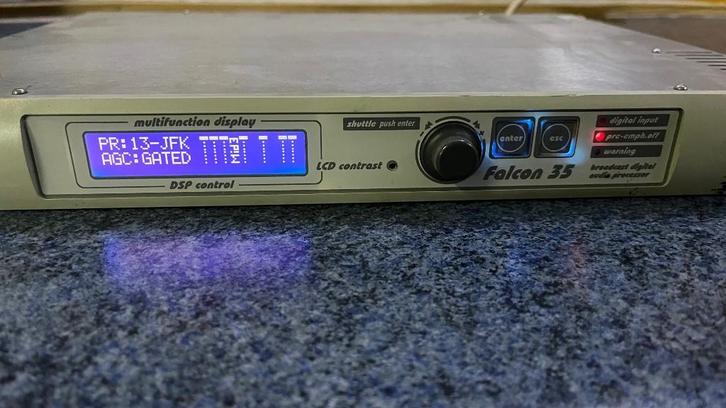 multifunction display
PR:13-JFK
AGC:GATED
DSP control
LCD contrast
shuttle push enter
enter
esc
Falcon 35
digital input
pre-emph.off
warning
broadcast digital
audio processor